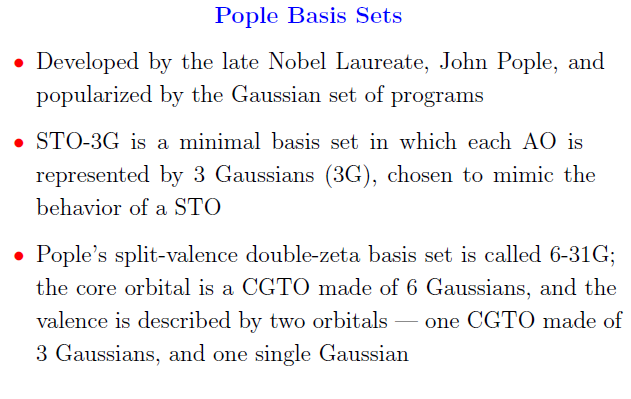 Pople Basis Sets
• Developed by the late Nobel Laureate, John Pople, and
popularized by the Gaussian set of programs
• STO-3G is a minimal basis set in which each AO is
represented by 3 Gaussians (3G), chosen to mimic the
behavior of a STO
• Pople's split-valence double-zeta basis set is called 6-31G;
the core orbital is a CGTO made of 6 Gaussians, and the
valence is described by two orbitals — one CGTO made of
3 Gaussians, and one single Gaussian